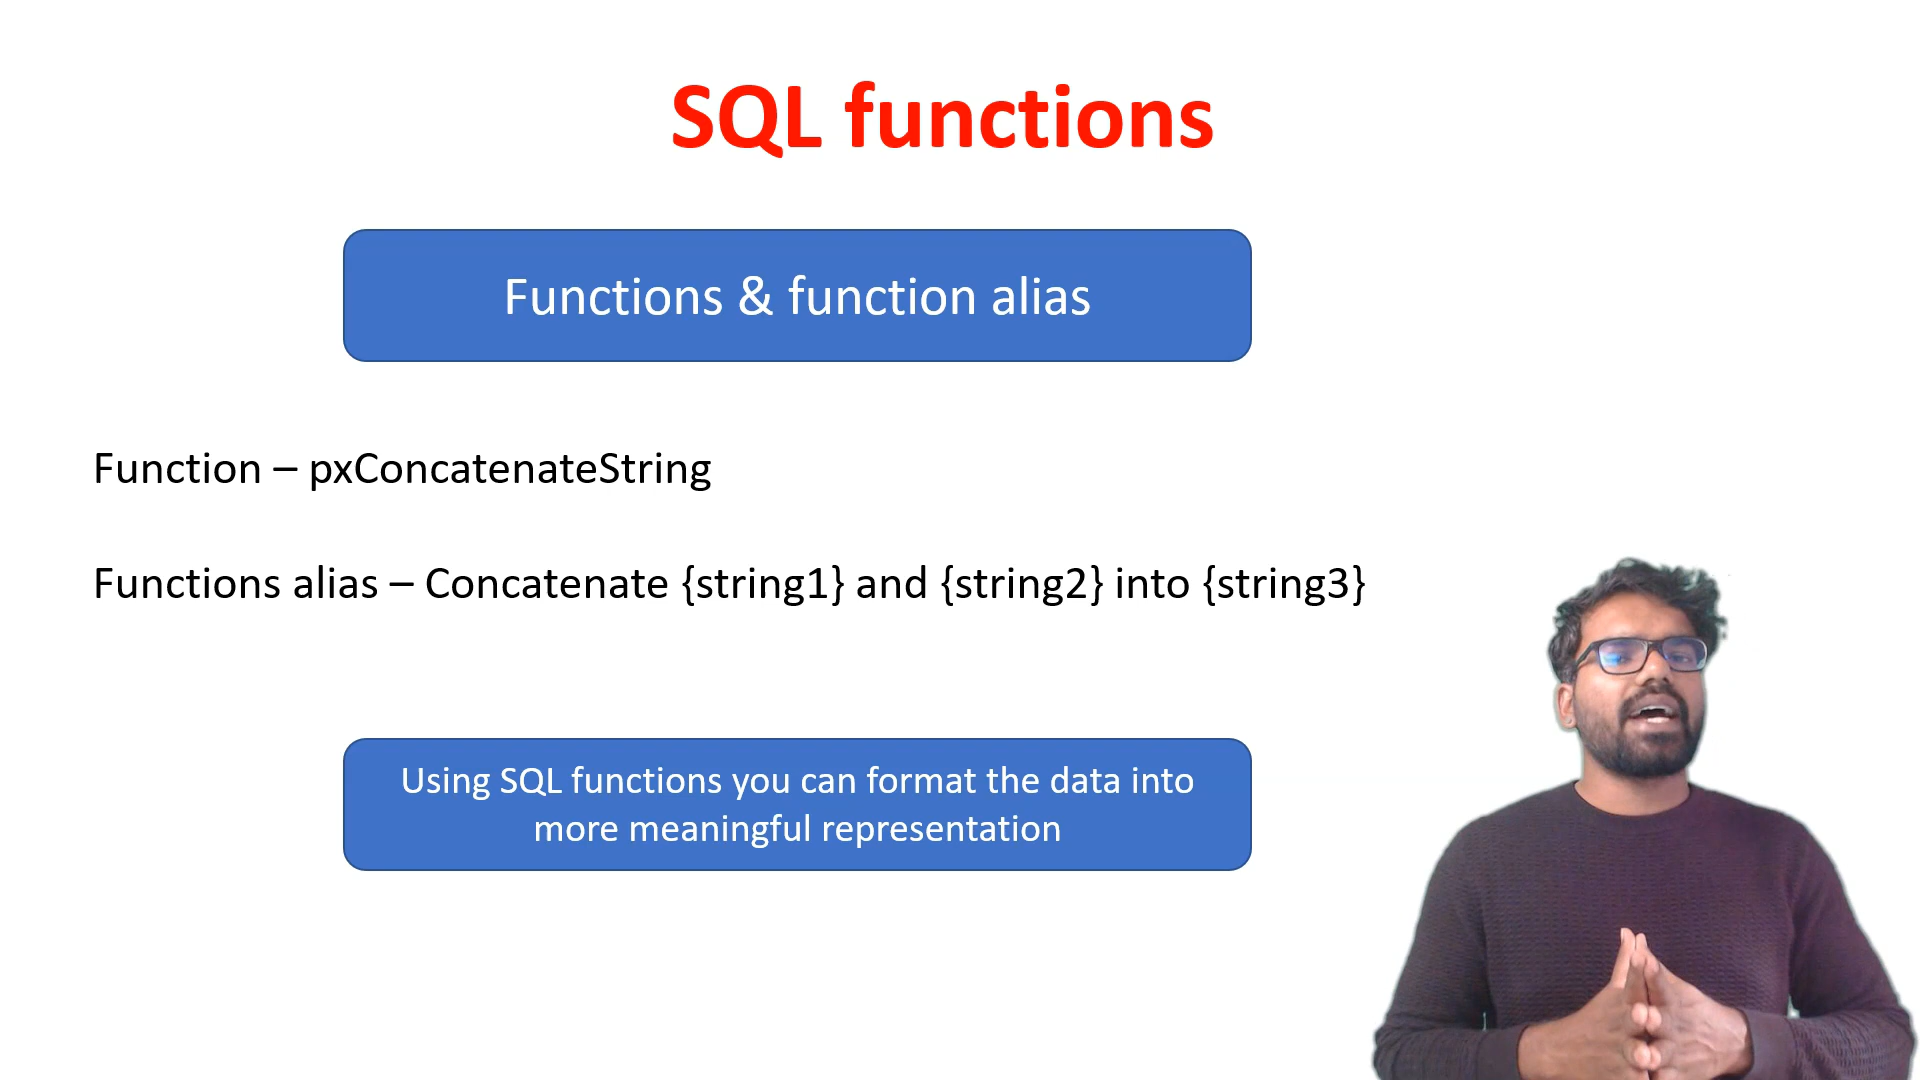 SQL functions
Functions & function alias
Function – pxConcatenateString
Functions alias – Concatenate {string1} and {string2} into {string3}
Using SQL functions you can format the data into
more meaningful representation